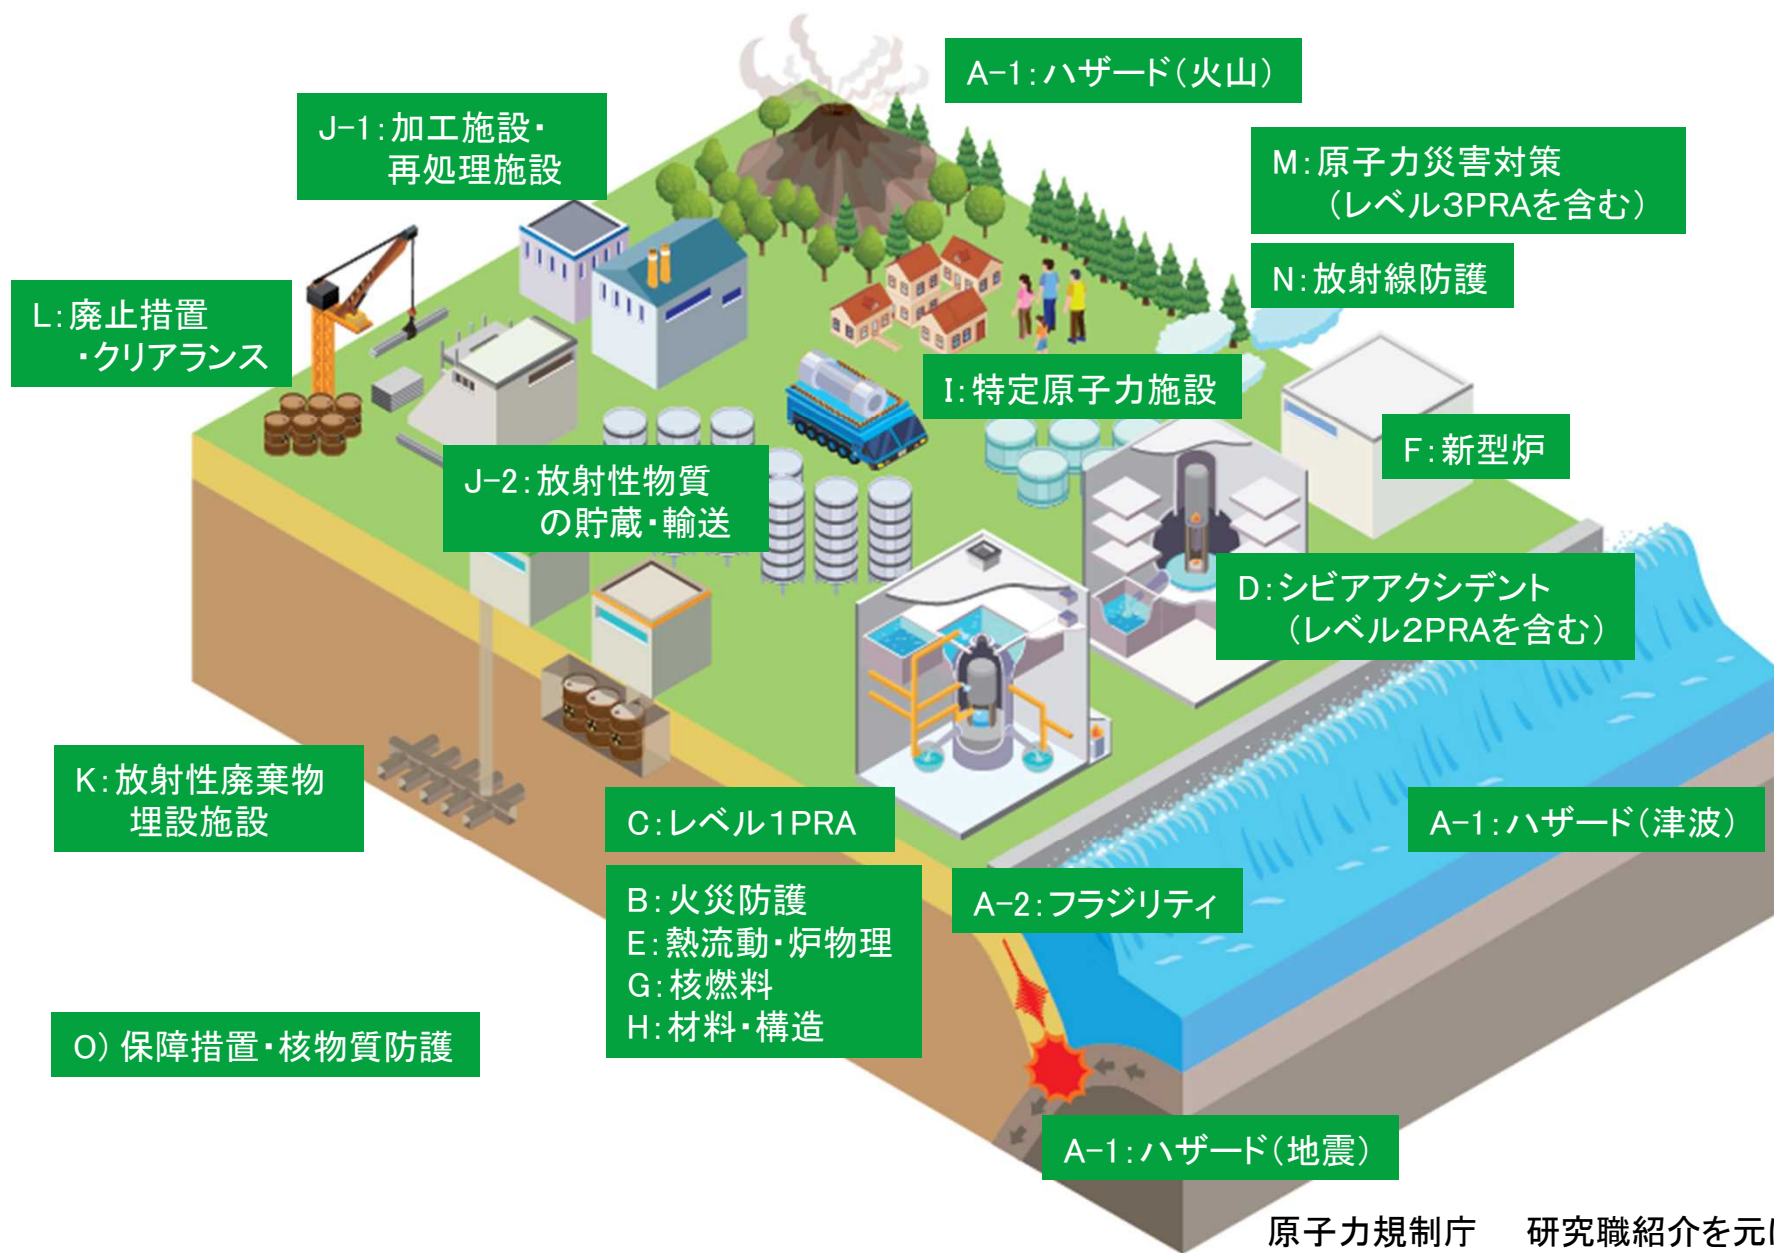 A-1：ハザード（火山）
J-1：加工施設・
再処理施設
M：原子力災害対策
（レベル3PRAを含む）
N：放射線防護
L：廃止措置
・クリアランス
I：特定原子力施設
F：新型炉
J-2：放射性物質
の貯蔵・輸送
D：シビアアクシデント
（レベル2PRAを含む）
K：放射性廃棄物
埋設施設
C：レベル１PRA
A-1：ハザード（津波）
B：火災防護
E：熱流動・炉物理
G：核燃料
H：材料・構造
A-2：フラジリティ
O）保障措置・核物質防護
A-1：ハザード（地震）
原子力規制庁　研究職紹介を元に